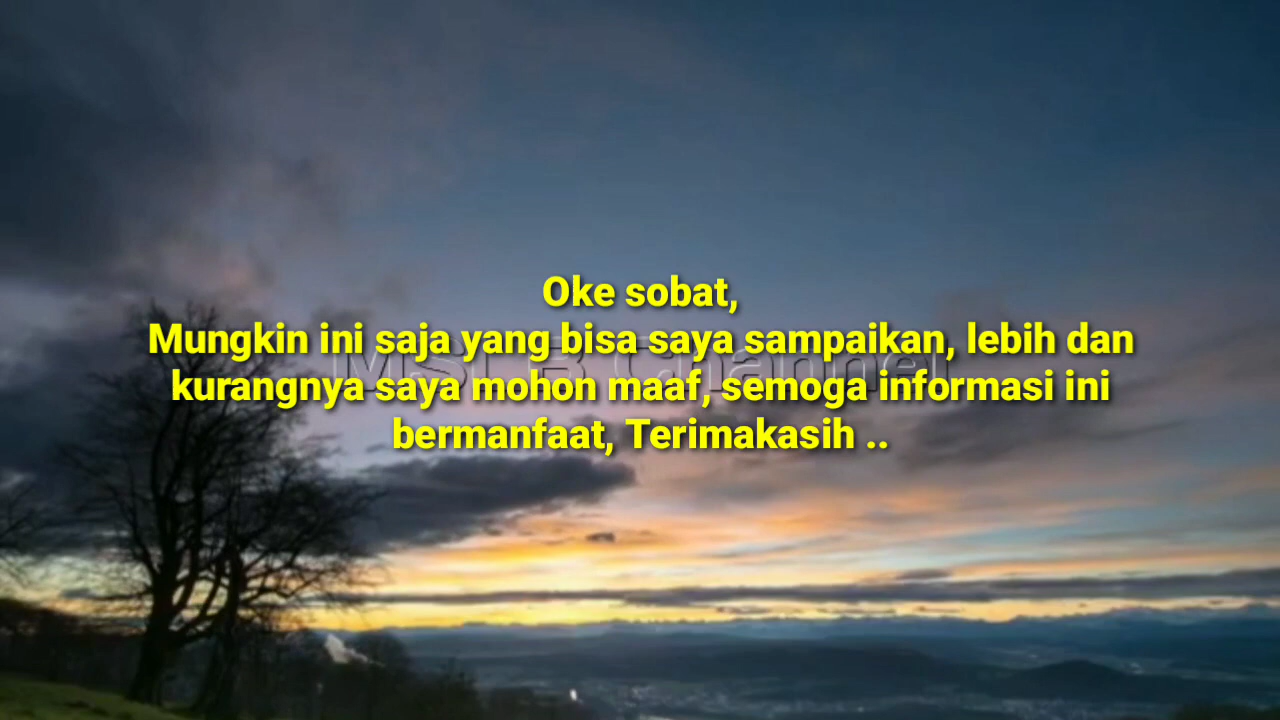 Oke sobat,
Mungkin ini saja yang bisa saya sampaikan, lebih dan
kurangnya saya mohon maaf, semoga informasi ini
bermanfaat, Terimakasih ..
Channel